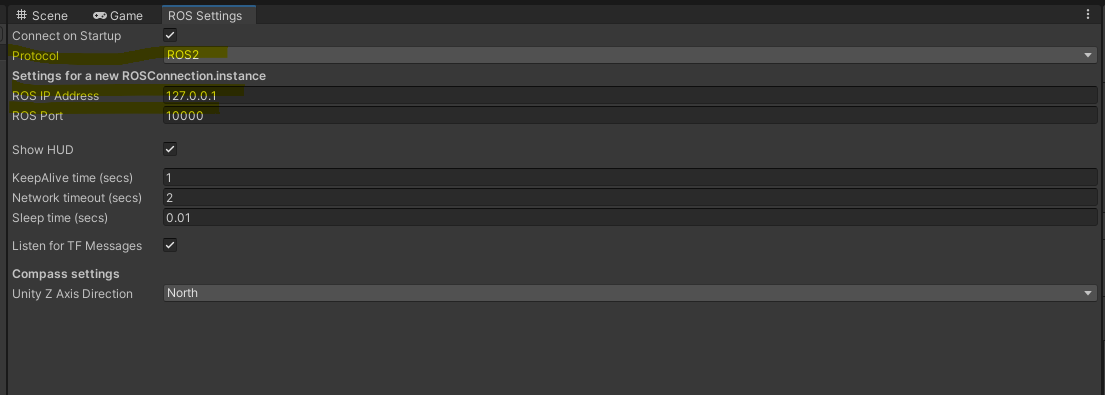 Scene Game ROS Settings
Connect on Startup
Protocol ROS2
Settings for a new ROSConnection.instance
ROS IP Address 127.0.0.1
ROS Port 10000
Show HUD
KeepAlive time (secs) 1
Network timeout (secs) 2
Sleep time (secs) 0.01
Listen for TF Messages
Compass settings
Unity Z Axis Direction North